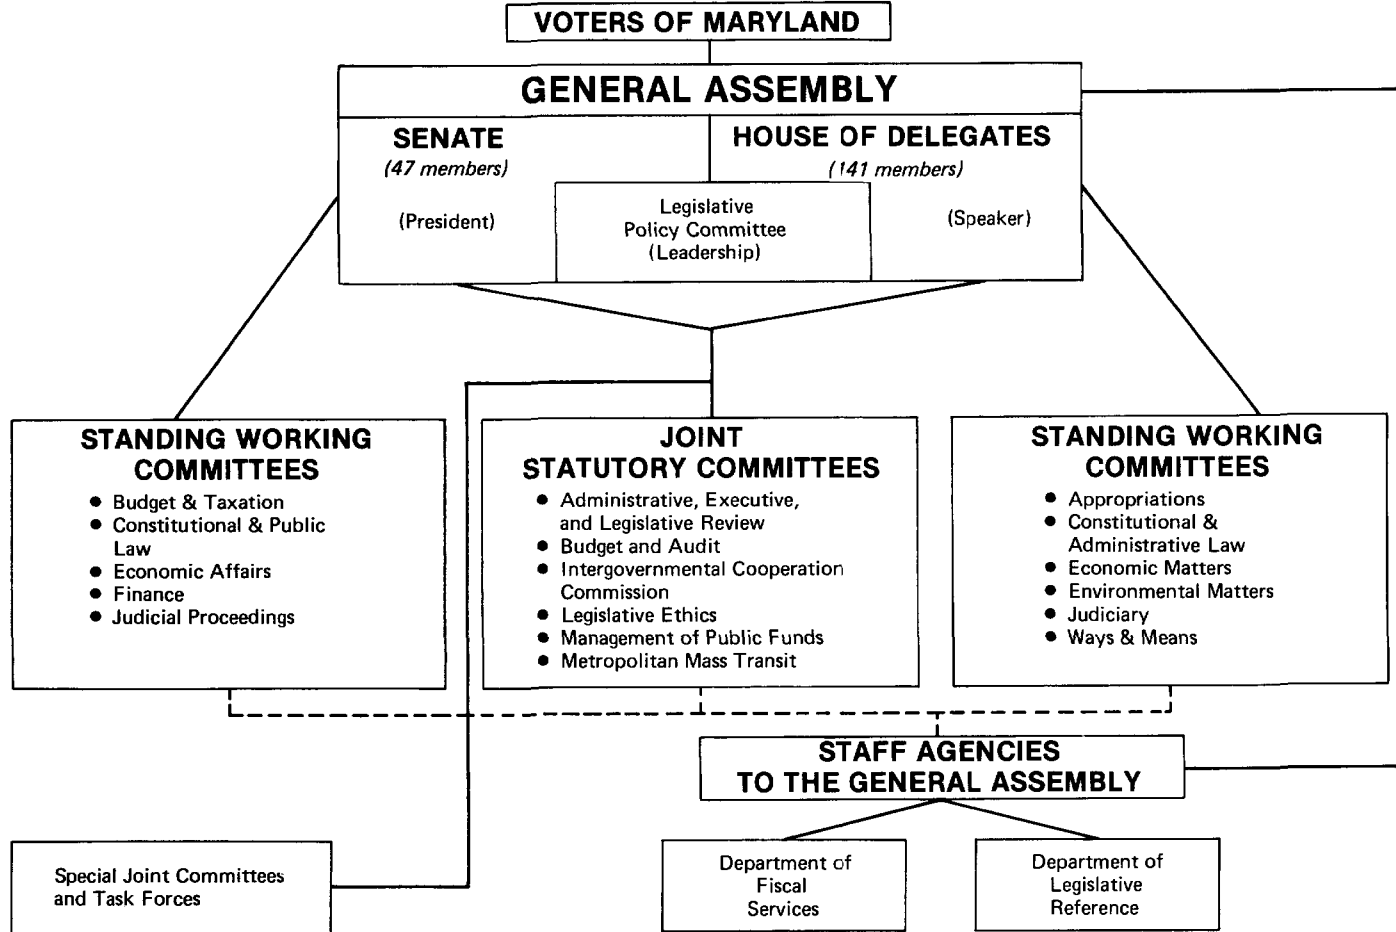 VOTERS OF MARYLAND
GENERAL ASSEMBLY
SENATE
(47 members)
(President)
HOUSE OF DELEGATES
(141 members)
(Speaker)
Legislative
Policy Committee
(Leadership)
STANDING WORKING
COMMITTEES
● Budget & Taxation
● Constitutional & Public
Law
● Economic Affairs
● Finance
● Judicial Proceedings
JOINT
STATUTORY COMMITTEES
● Administrative, Executive,
and Legislative Review
● Budget and Audit
● Intergovernmental Cooperation
Commission
● Legislative Ethics
● Management of Public Funds
● Metropolitan Mass Transit
STANDING WORKING
COMMITTEES
● Appropriations
● Constitutional &
Administrative Law
● Economic Matters
● Environmental Matters
● Judiciary
● Ways & Means
STAFF AGENCIES
TO THE GENERAL ASSEMBLY
Special Joint Committees
and Task Forces
Department of
Fiscal
Services
Department of
Legislative
Reference